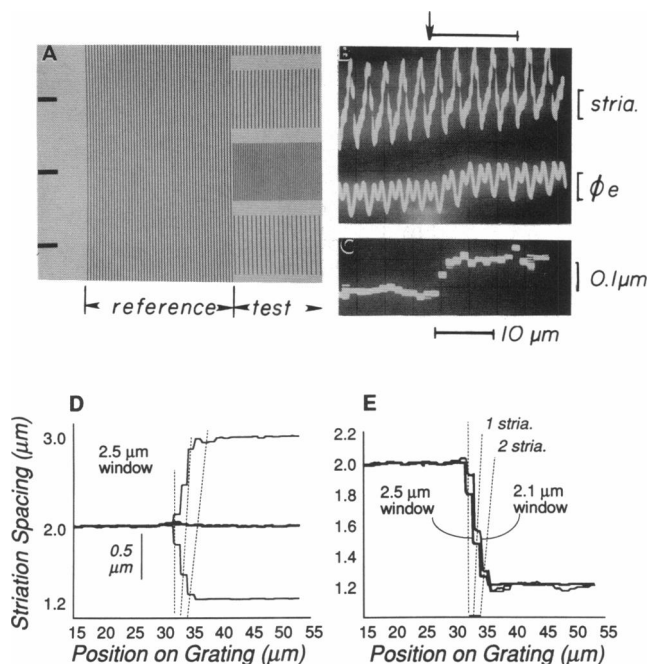 A
B
stria.
ϕe
C
0.1μm
reference
test
10 μm
D
E
Striation Spacing (μm)
3.0
2.0
1.2
2.5 μm
window
0.5
μm
15 20 25 30 35 40 45 50 55
Position on Grating (μm)
2.2
2.0
1.8
1.6
1.4
1.2
1 stria.
2 stria.
2.5 μm
window
2.1 μm
window
15 20 25 30 35 40 45 50 55
Position on Grating (μm)